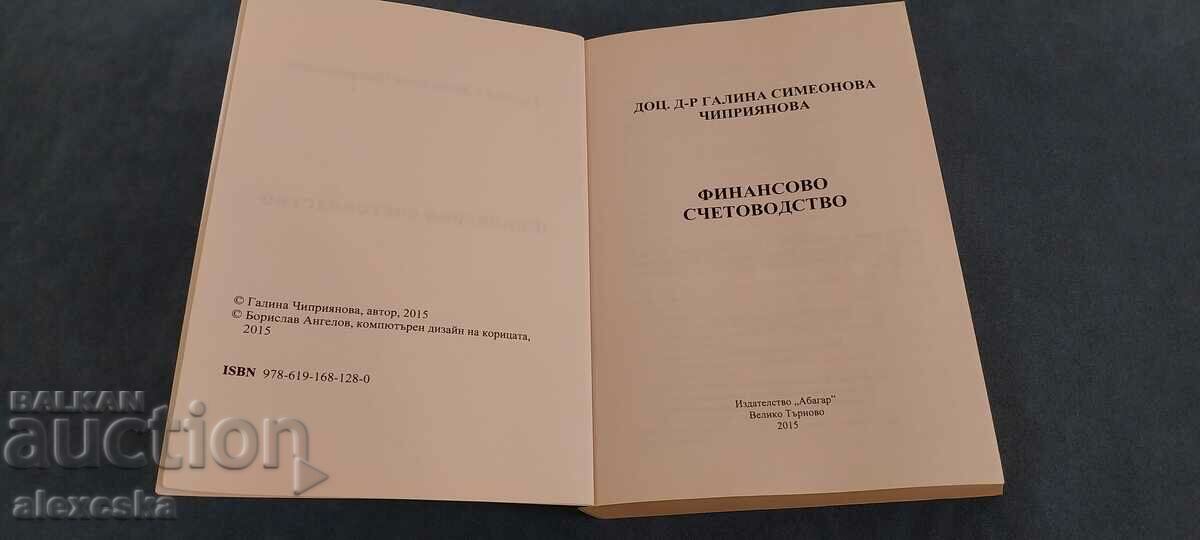 © Галина Чиприянова, автор, 2015
© Борислав Ангелов, компютърен дизайн на корицата,
2015
ISBN 978-619-168-128-0
ДОЦ. Д-Р ГАЛИНА СИМЕОНОВА
ЧИПРИЯНОВА
ФИНАНСОВО
СЧЕТОВОДСТВО
Издателство „Абагар"
Велико Търново
2015
BALKAN
auction
alexeska